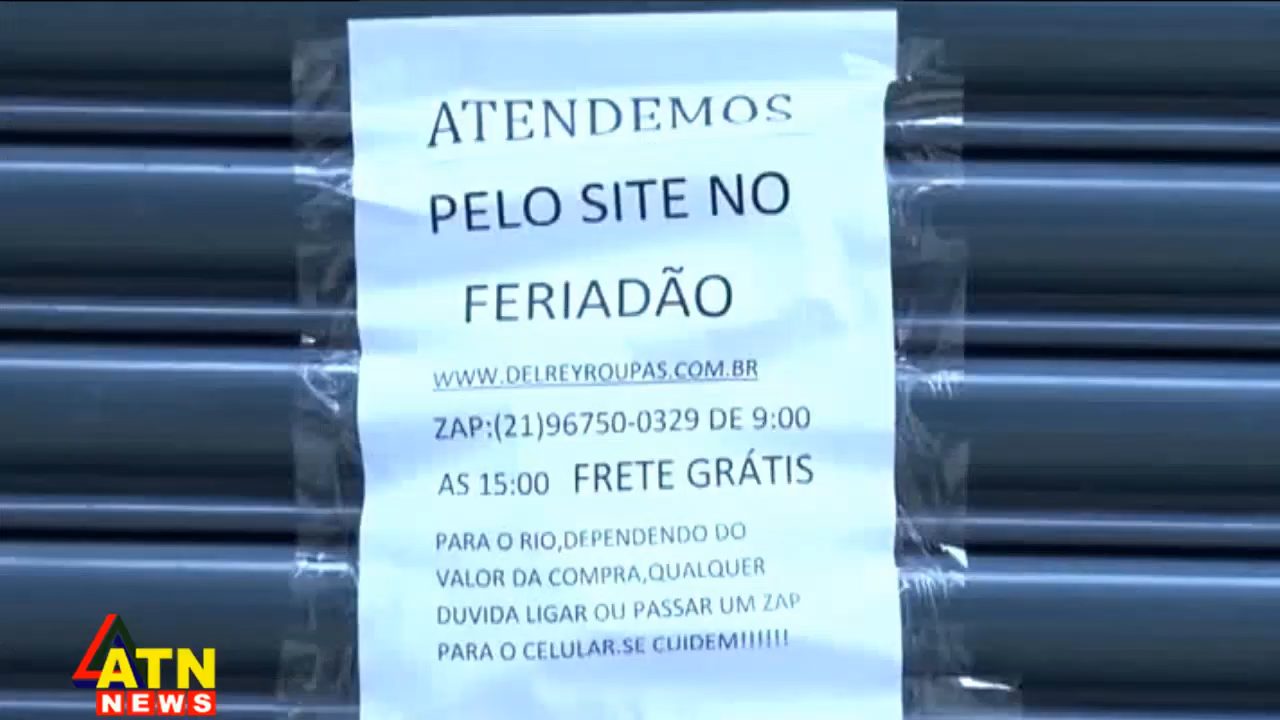 ATENDEMOS
PELO SITE NO
FERIADÃO
WWW.DELREYROUPAS.COM.BR
ZAP:(21)96750-0329 DE 9:00
AS 15:00 FRETE GRÁTIS
PARA O RIO,DEPENDENDO DO
VALOR DA COMPRA,QUALQUER
DUVIDA LIGAR OU PASSAR UM ZAP
PARA O CELULAR.SE CUIDEM!!!!!!
ATN
NEWS